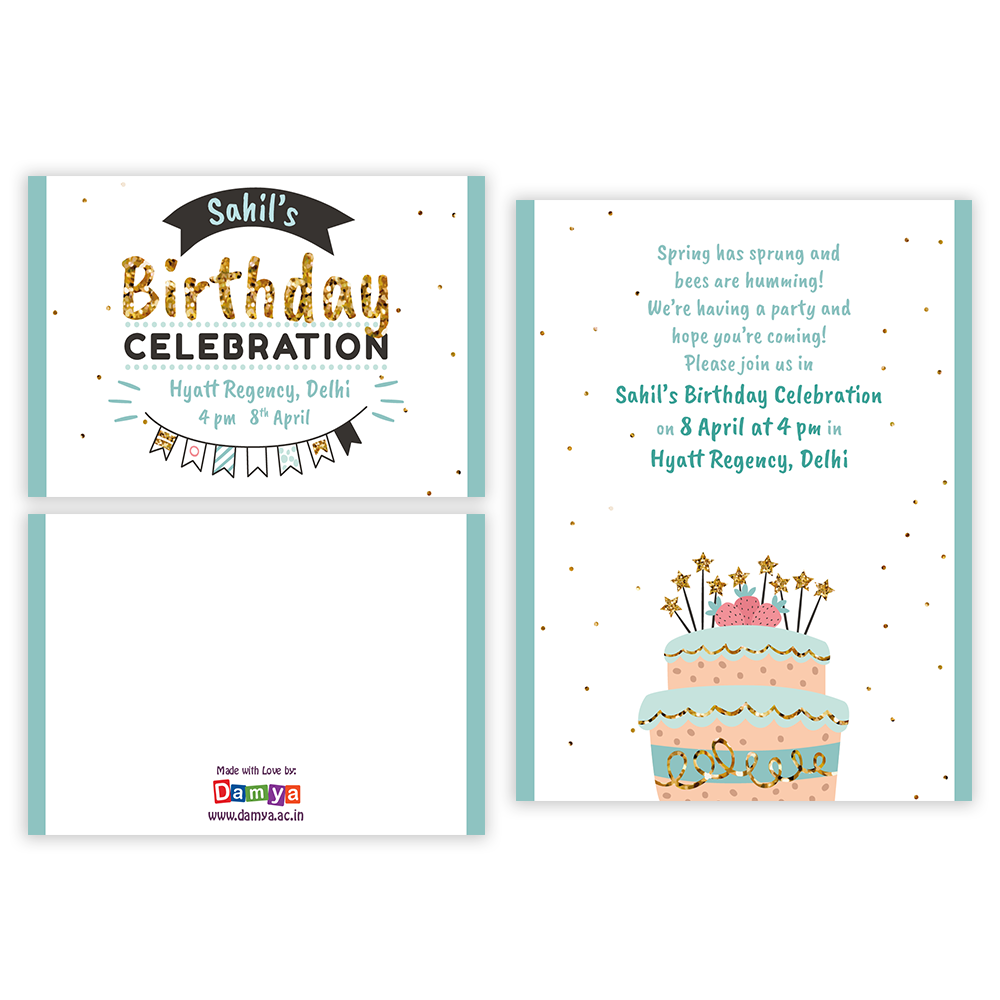 Sahil's
Birthday
CELEBRATION
Hyatt Regency, Delhi
4 pm 8th April
Made with Love by:
Damya
www.damya.ac.in
Spring has sprung and
bees are humming!
We're having a party and
hope you're coming!
Please join us in
Sahil's Birthday Celebration
on 8 April at 4 pm in
Hyatt Regency, Delhi